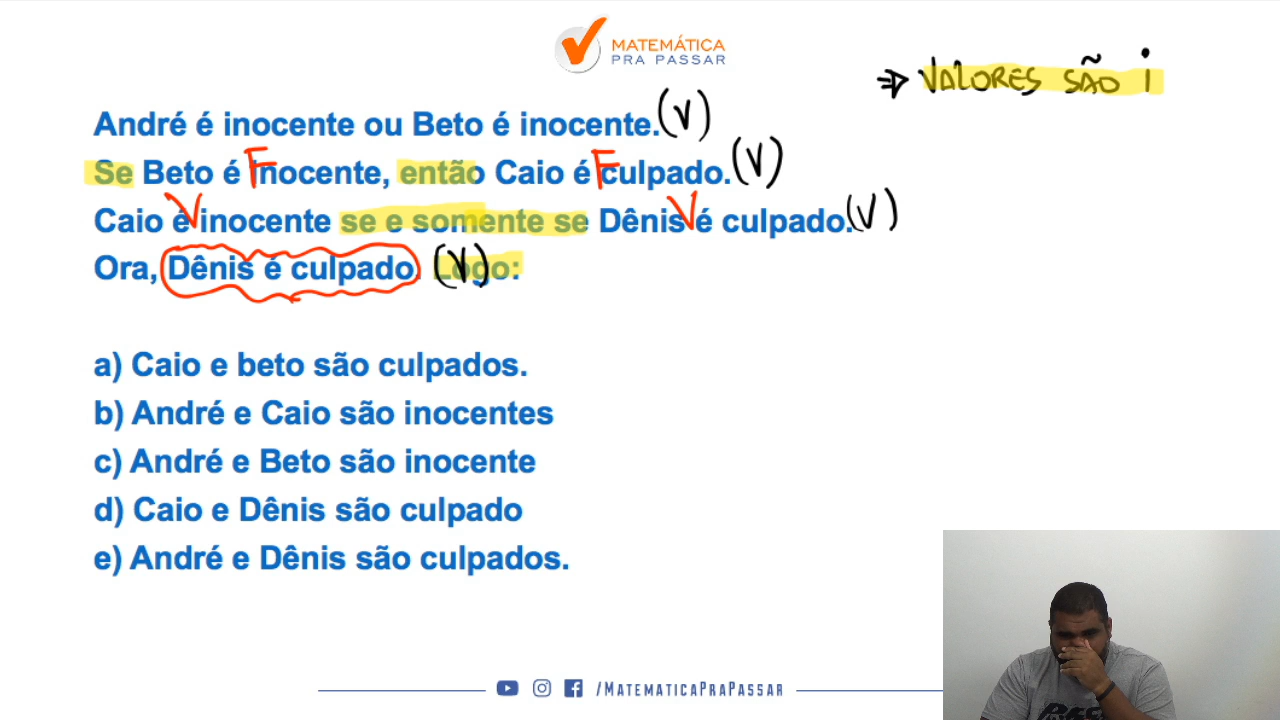 MATEMÁTICA
PRA PASSAR
⇒ VALORES SÃO i
André é inocente ou Beto é inocente. (V)
Se Beto é inocente, então Caio é culpado. (V)
F F
Caio é inocente se e somente se Dênis é culpado. (V)
V V
Ora, Dênis é culpado. Logo: (V)
a) Caio e beto são culpados.
b) André e Caio são inocentes
c) André e Beto são inocente
d) Caio e Dênis são culpado
e) André e Dênis são culpados.
/MATEMATICAPRAPASSAR